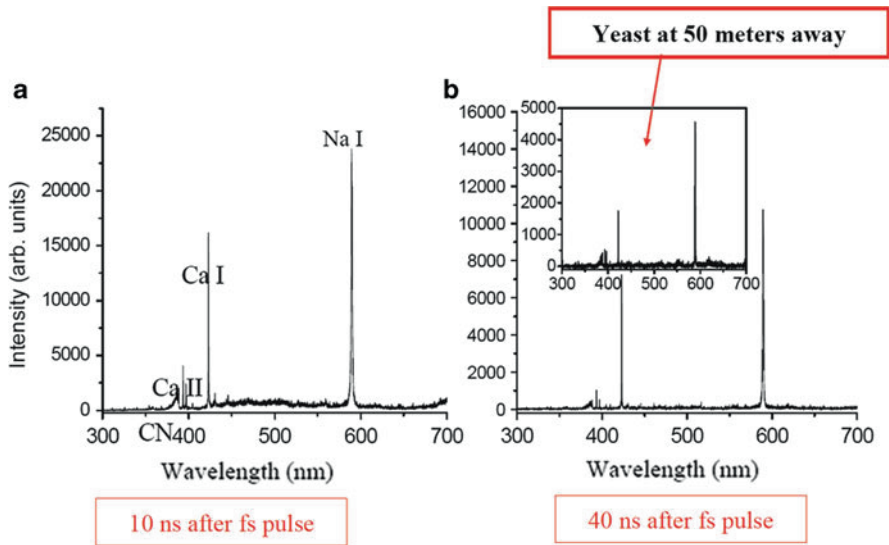 Yeast at 50 meters away
a
b
25000
20000
15000
10000
5000
0
Intensity (arb. units)
Na I
Ca I
Ca II
CN
300 400 500 600 700
Wavelength (nm)
10 ns after fs pulse
16000
14000
12000
10000
8000
6000
4000
2000
0
5000
4000
3000
2000
1000
0
300 400 500 600 700
300 400 500 600 700
Wavelength (nm)
40 ns after fs pulse